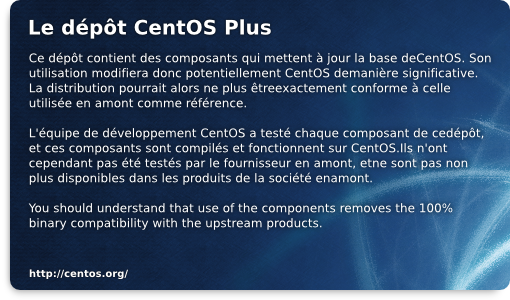 Le dépôt CentOS Plus
Ce dépôt contient des composants qui mettent à jour la base deCentOS. Son
utilisation modifiera donc potentiellement CentOS demanière significative.
La distribution pourrait alors ne plus êtreexactement conforme à celle
utilisée en amont comme référence.
L'équipe de développement CentOS a testé chaque composant de cedépôt,
et ces composants sont compilés et fonctionnent sur CentOS.Ils n'ont
cependant pas été testés par le fournisseur en amont, etne sont pas non
plus disponibles dans les produits de la société enamont.
You should understand that use of the components removes the 100%
binary compatibility with the upstream products.
http://centos.org/